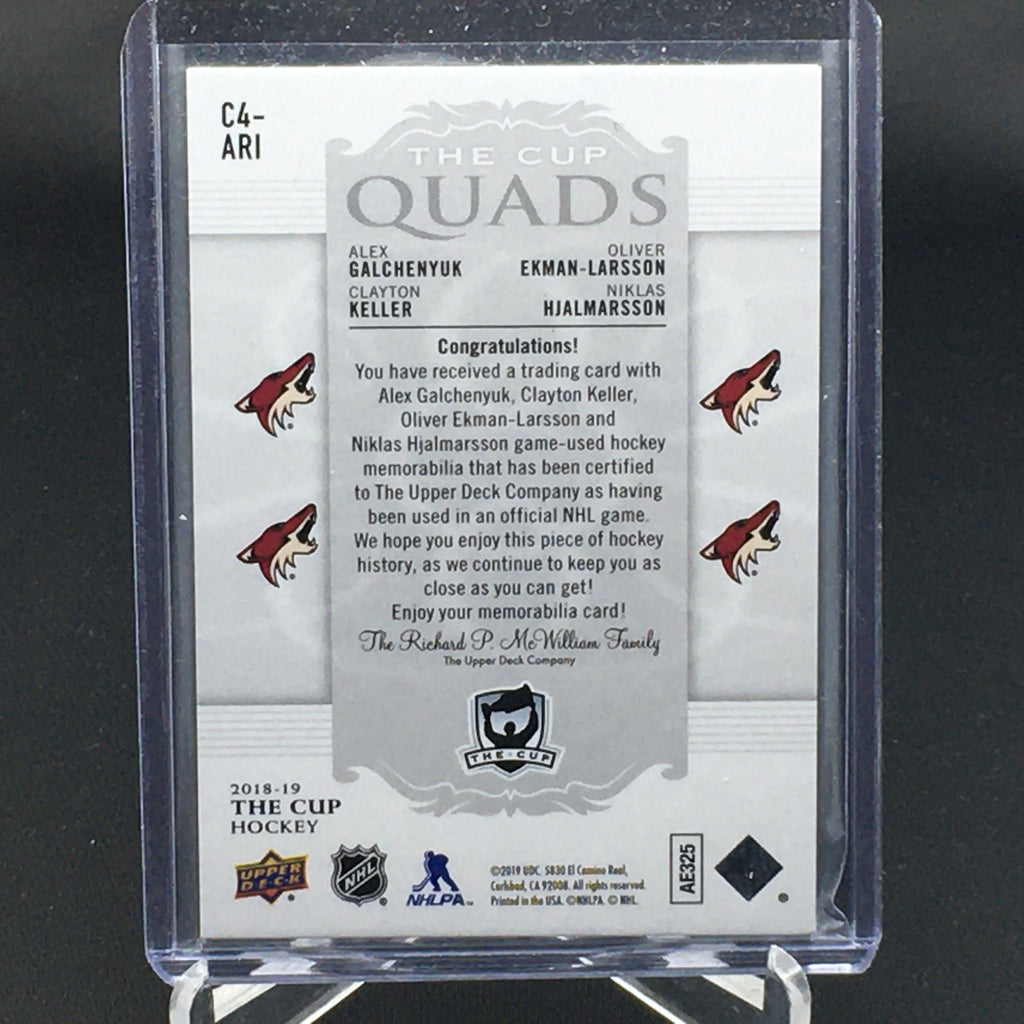 C4-
ARI
THE CUP
QUADS
ALEX
GALCHENYUK
OLIVER
EKMAN-LARSSON
CLAYTON
KELLER
NIKLAS
HJALMARSSON
Congratulations!
You have received a trading card with
Alex Galchenyuk, Clayton Keller,
Oliver Ekman-Larsson and
Niklas Hjalmarsson game-used hockey
memorabilia that has been certified
to The Upper Deck Company as having
been used in an official NHL game.
We hope you enjoy this piece of hockey
history, as we continue to keep you as
close as you can get!
Enjoy your memorabilia card!
The Richard P. McWilliam Family
The Upper Deck Company
THE·CUP
2018-19
THE CUP
HOCKEY
UPPER
D·E·C·K
NHL
NHLPA
©2019 UDC. 5830 El Camino Real,
Carlsbad, CA 92008. All rights reserved.
Printed in the USA. ©NHLPA. © NHL.
AE325